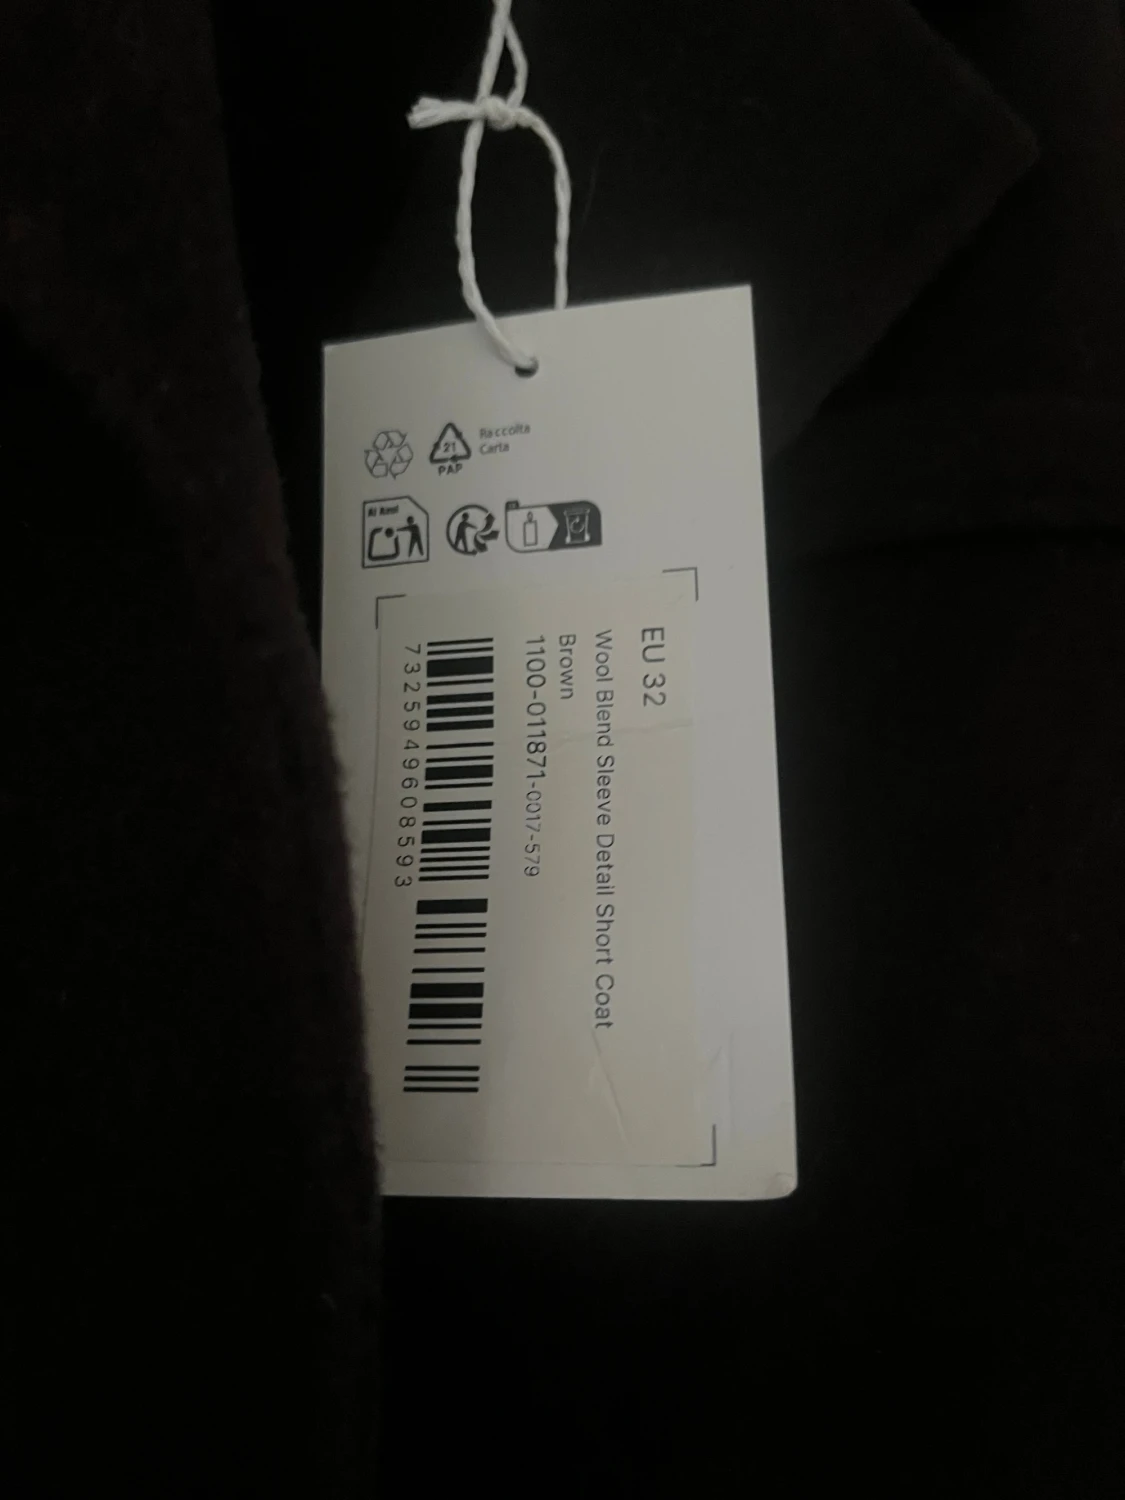 Raccolta
Carta
21
PAP
EU 32
Wool Blend Sleeve Detail Short Coat
Brown
1100-011871-0017-579
7325949608593